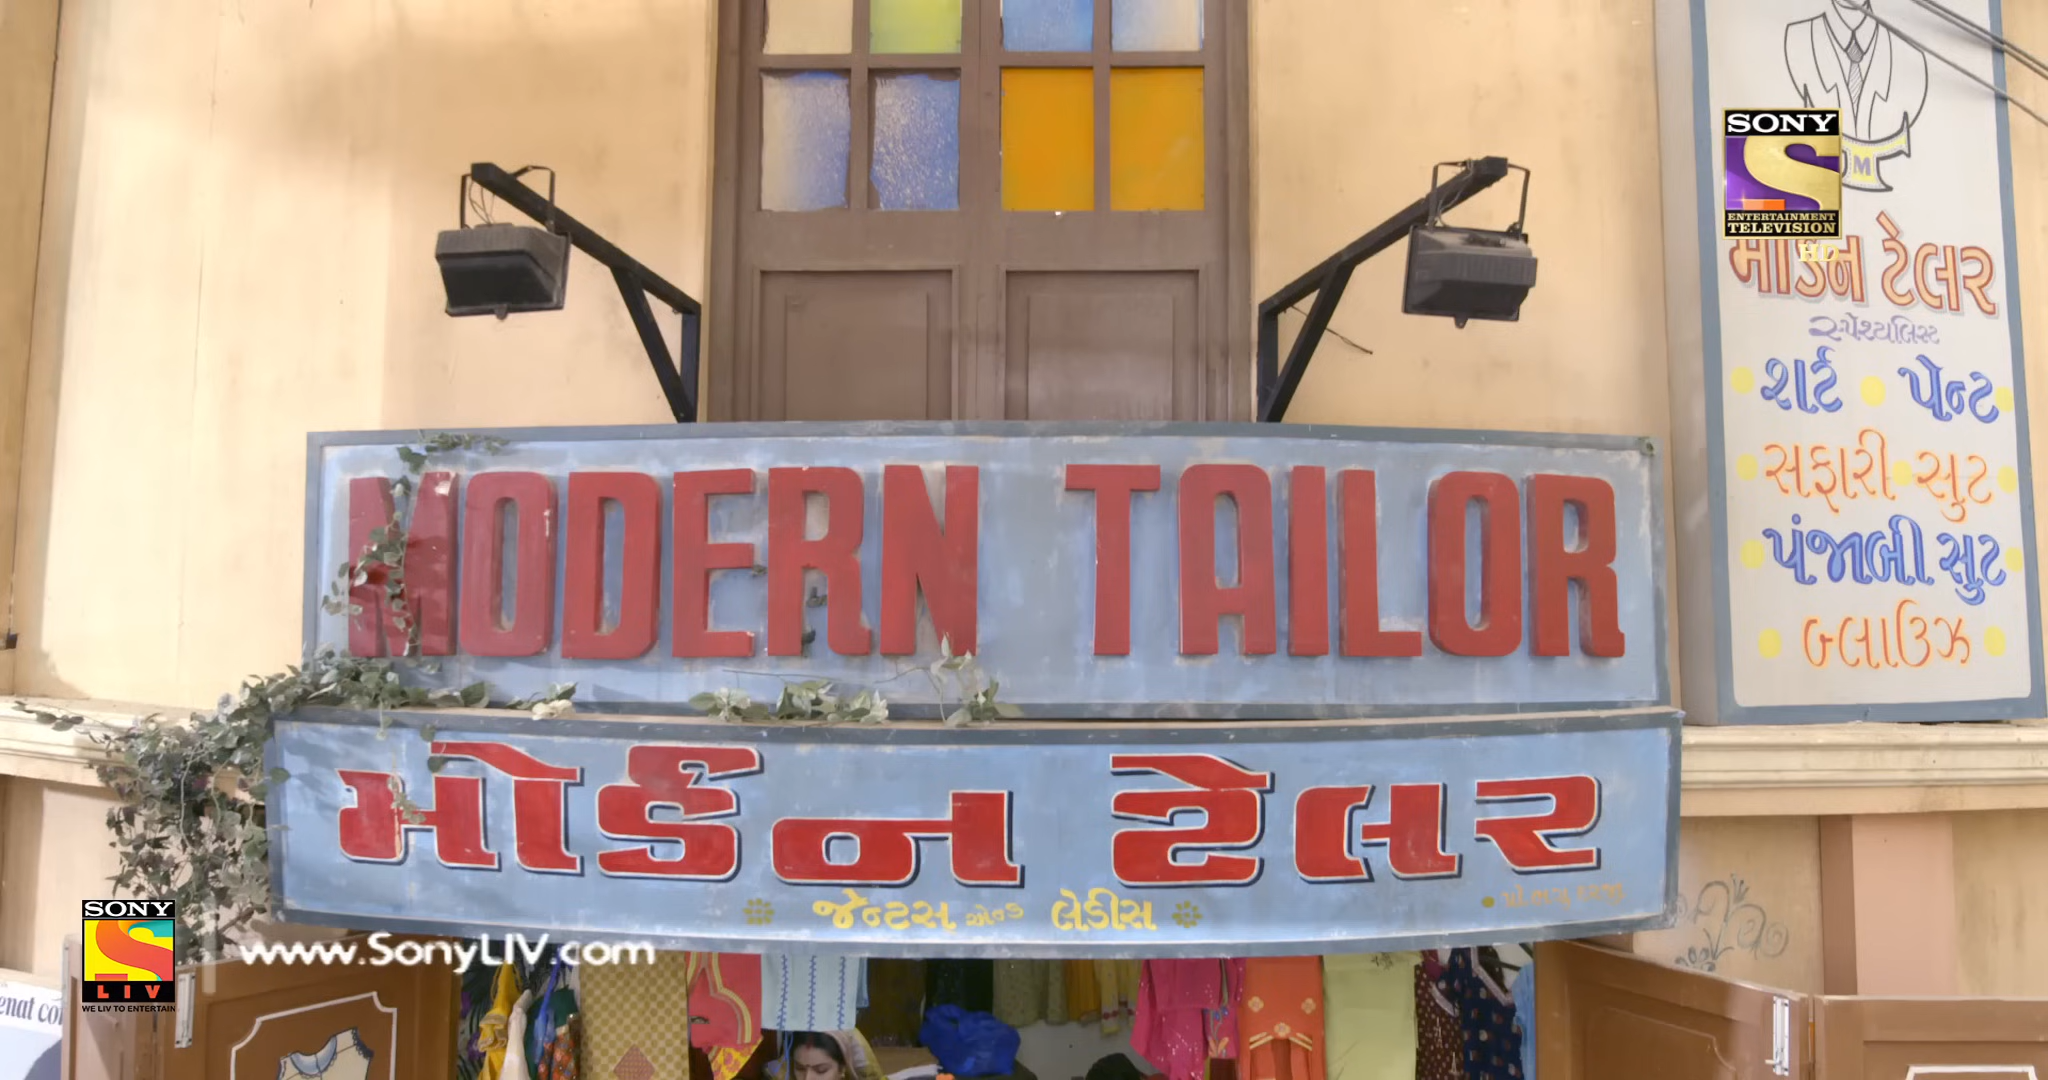 MODERN TAILOR
મોર્ડન ટેલર
જેન્ટસ એન્ડ લેડીસ
SONY
ENTERTAINMENT
TELEVISION
HD
મોર્ડન ટેલર
સ્પેશ્યાલિસ્ટ
શર્ટ પેન્ટ
સફારી સુટ
પંજાબી સુટ
બ્લાઉઝ
SONY
LIV
WE LIV TO ENTERTAIN
www.SonyLIV.com